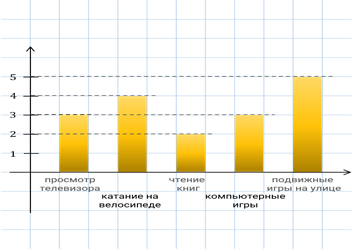 5
4
3
2
1
просмотр
телевизора
катание на
велосипеде
чтение
книг
компьютерные
игры
подвижные
игры на улице